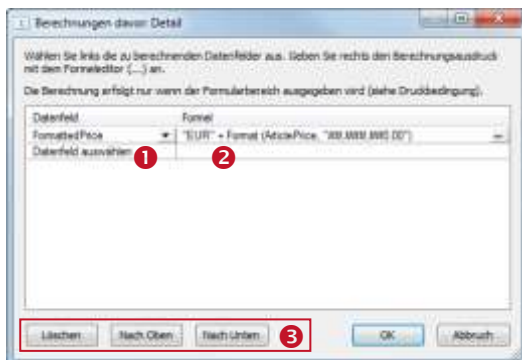 Berechnungen davor: Detail
Wählen Sie links die zu berechnenden Datenfelder aus. Geben Sie rechts den Berechnungsausdruck
mit dem Formeleditor (...) an.
Die Berechnung erfolgt nur wenn der Formularbereich ausgegeben wird (siehe Druckbedingung).
Datenfeld Formel
FormattedPrice "EUR" + Format (ArticlePrice, ...
Datenfeld auswählen
1 2
Löschen Nach Oben Nach Unten 3 OK Abbruch